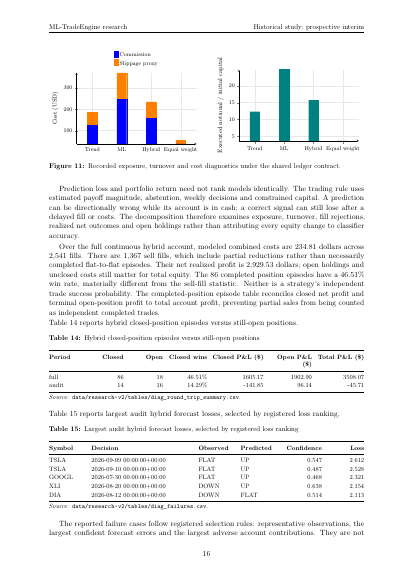 ML-TradeEngine research Historical study: prospective interim
Commission
Slippage proxy
Cost (USD)
300
200
100
Trend ML Hybrid Equal weight
Executed notional / initial capital
20
15
10
5
Trend ML Hybrid Equal weight
Figure 11: Recorded exposure, turnover and cost diagnostics under the shared ledger contract.
Prediction loss and portfolio return need not rank models identically. The trading rule uses
estimated payoff magnitude, abstention, weekly decisions and constrained capital. A prediction
can be directionally wrong while its account is in cash; a correct signal can still lose after a
delayed fill or costs. The decomposition therefore examines exposure, turnover, fill rejections,
realized net outcomes and open holdings rather than attributing every equity change to classifier
accuracy.
Over the full continuous hybrid account, modeled combined costs are 234.81 dollars across
2,541 fills. There are 1,367 sell fills, which include partial reductions rather than necessarily
completed flat-to-flat episodes. Their net realized profit is 2,929.53 dollars; open holdings and
unclosed costs still matter for total equity. The 86 completed position episodes have a 46.51%
win rate, materially different from the sell-fill statistic. Neither is a strategy's independent
trade success probability. The completed-episode table reconciles closed net profit and
terminal open-profit to total account profit, preventing partial sales from being counted
as independent completed trades.
Table 14 reports hybrid closed-position episodes versus still-open positions.
Table 14: Hybrid closed-position episodes versus still-open positions
Period Closed Open Closed wins Closed P&L ($) Open P&L ($) Total P&L ($)
full 86 18 46.51% 1605.17 1902.90 3508.07
audit 14 16 14.29% -141.85 96.14 -45.71
Source: data/research-v2/tables/diag_round_trip_summary.csv.
Table 15 reports largest audit hybrid forecast losses, selected by registered loss ranking.
Table 15: Largest audit hybrid forecast losses, selected by registered loss ranking
Symbol Decision Observed Predicted Confidence Loss
TSLA 2026-09-09 00:00:00+00:00 FLAT UP 0.547 2.612
TSLA 2026-09-10 00:00:00+00:00 FLAT UP 0.487 2.528
GOOGL 2026-07-30 00:00:00+00:00 FLAT UP 0.468 2.321
XLI 2026-08-20 00:00:00+00:00 DOWN UP 0.638 2.154
DIA 2026-08-12 00:00:00+00:00 DOWN FLAT 0.514 2.113
Source: data/research-v2/tables/diag_failures.csv.
The reported failure cases follow registered selection rules: representative observations, the
largest confident forecast errors and the largest adverse account contributions. They are not
16